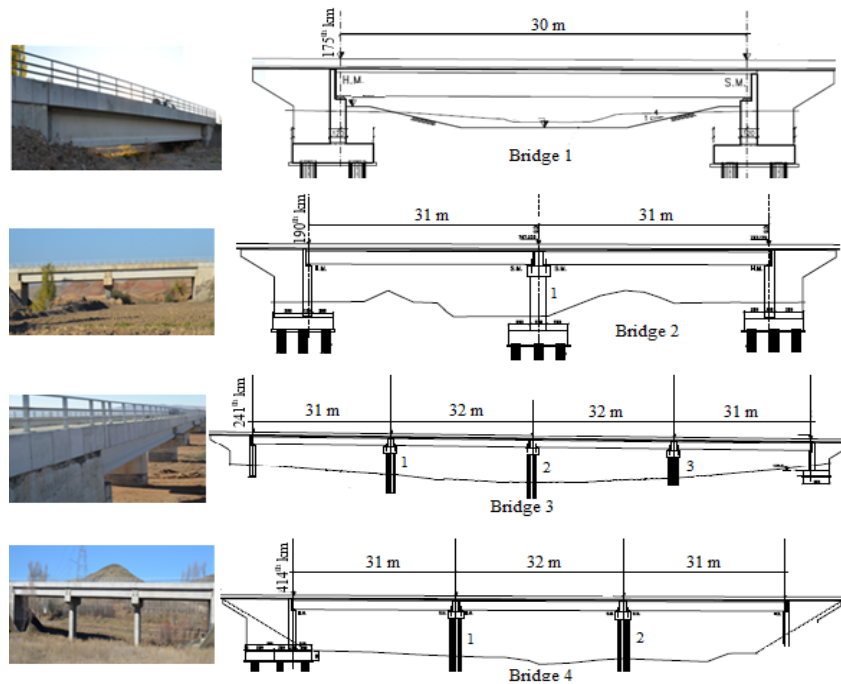 30 m
175th km
H.M.
S.M.
Bridge 1
31 m
31 m
190th km
S.M.
S.M.
H.M.
1
Bridge 2
31 m
32 m
32 m
31 m
241th km
1
2
3
Bridge 3
31 m
32 m
31 m
414th km
1
2
Bridge 4